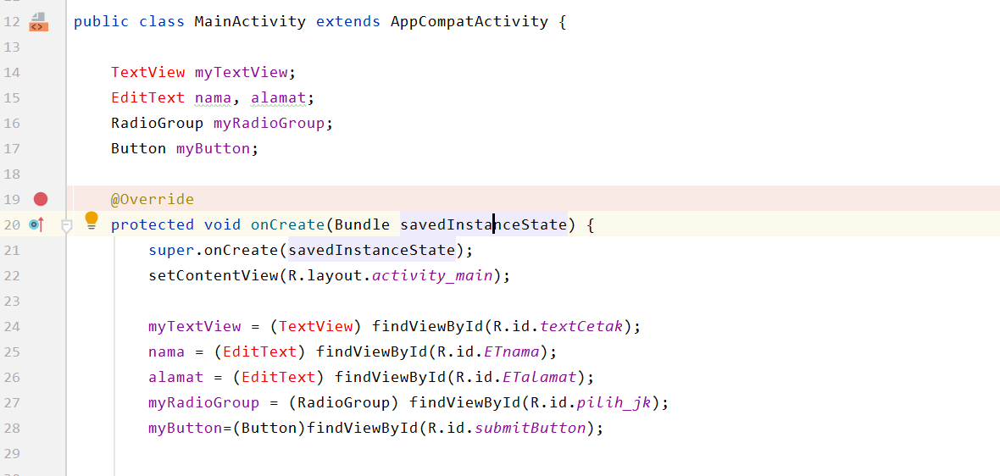 12 public class MainActivity extends AppCompatActivity {
13
14 TextView myTextView;
15 EditText nama, alamat;
16 RadioGroup myRadioGroup;
17 Button myButton;
18
19 @Override
20 protected void onCreate(Bundle savedInstanceState) {
21 super.onCreate(savedInstanceState);
22 setContentView(R.layout.activity_main);
23
24 myTextView = (TextView) findViewById(R.id.textCetak);
25 nama = (EditText) findViewById(R.id.ETnama);
26 alamat = (EditText) findViewById(R.id.ETalamat);
27 myRadioGroup = (RadioGroup) findViewById(R.id.pilih_jk);
28 myButton=(Button)findViewById(R.id.submitButton);
29